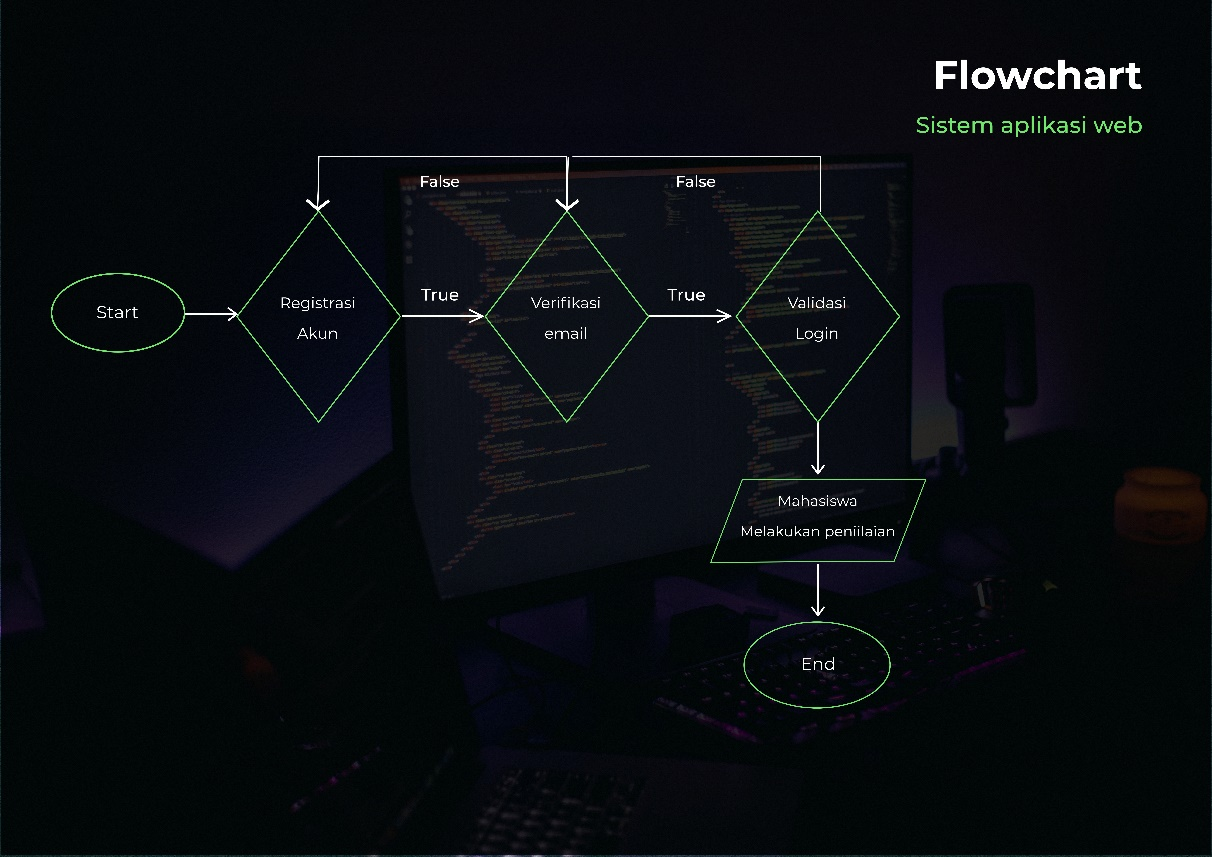 Flowchart
Sistem aplikasi web
False
False
Start
Registrasi
Akun
True
Verifikasi
email
True
Validasi
Login
Mahasiswa
Melakukan peniilaian
End